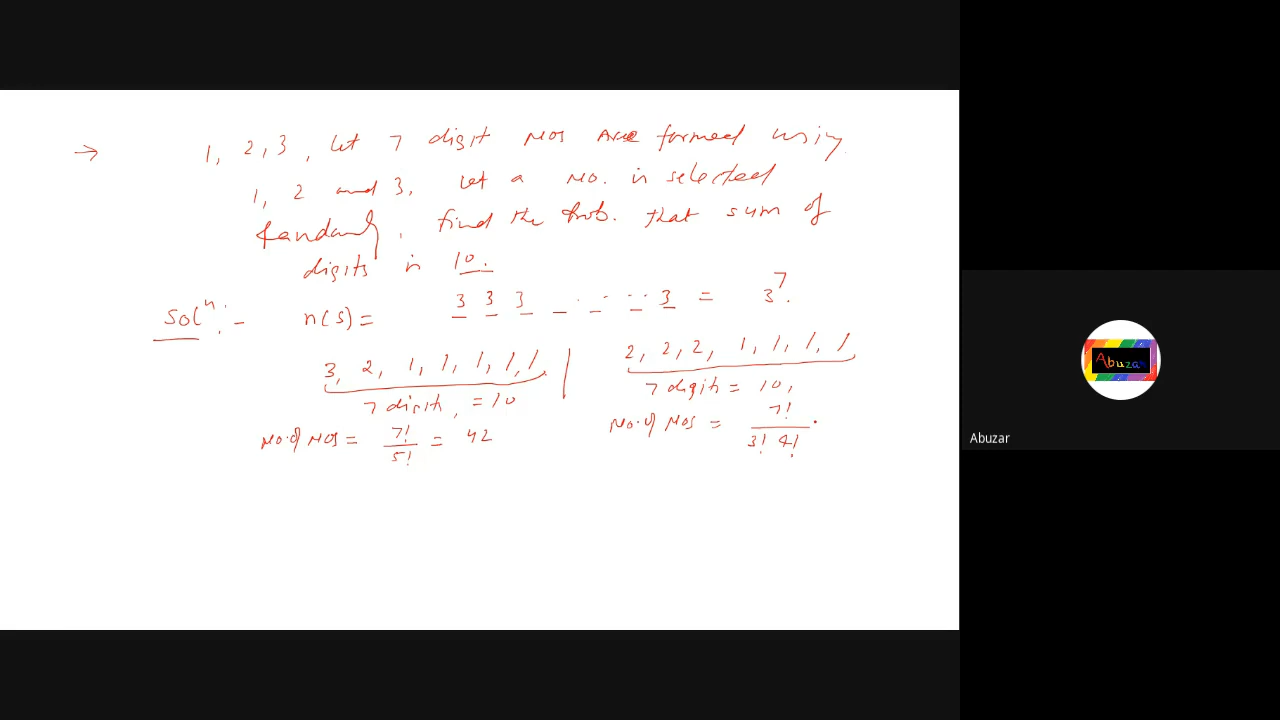 → 1, 2, 3, let 7 digit nos are formed using
1, 2 and 3. Let a no. is selected
randomly. find the prob. that sum of
digits is 10.
Solⁿ:- n(s) = 3 3 3 _ _ _ 3 = 3⁷.
3, 2, 1, 1, 1, 1, 1 | 2, 2, 2, 1, 1, 1, 1
7 digit, = 10 7 digit = 10,
No. of nos = 7!/5! = 42 No. of nos = 7!/3! 4!
Abuzar
Abuzar